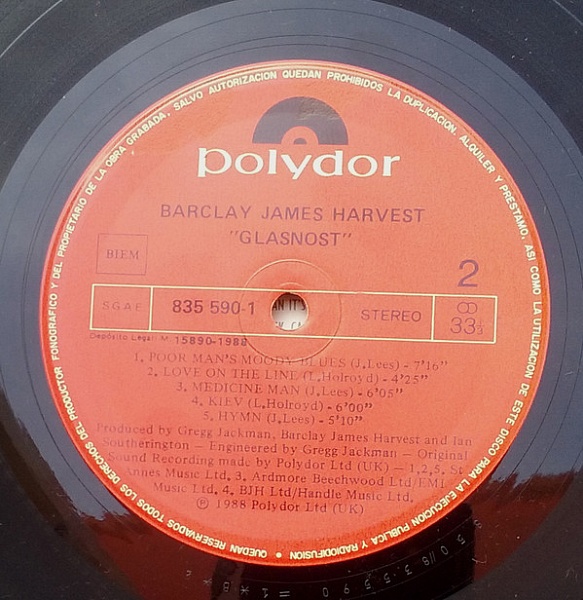 QUEDAN RESERVADOS TODOS LOS DERECHOS DEL PRODUCTOR FONOGRAFICO Y DEL PROPIETARIO DE LA OBRA GRABADA, SALVO AUTORIZACION QUEDAN PROHIBIDOS LA DUPLICACION, ALQUILER Y PRESTAMO, ASI COMO LA UTILIZACION DE ESTE DISCO PARA LA EJECUCION PUBLICA Y RADIODIFUSION •
polydor
BARCLAY JAMES HARVEST
"GLASNOST"
BIEM
2
SGAE 835 590-1 STEREO 33⅓
Depósito Legal M 15890-1988
1. POOR MAN'S MOODY BLUES (J.Lees) - 7'16"
2. LOVE ON THE LINE (L.Holroyd) - 4'25"
3. MEDICINE MAN (J.Lees) - 6'05"
4. KIEV (L.Holroyd) - 6'00"
5. HYMN (J.Lees) - 5'10"
Produced by Gregg Jackman, Barclay James Harvest and Ian
Southerington — Engineered by Gregg Jackman — Original
Sound Recording made by Polydor Ltd (UK) — 1,2,5, St
Annes Music Ltd, 3, Ardmore Beechwood Ltd/EMI
Music Ltd, 4, BJH Ltd/Handle Music Ltd,
℗ 1988 Polydor Ltd (UK)